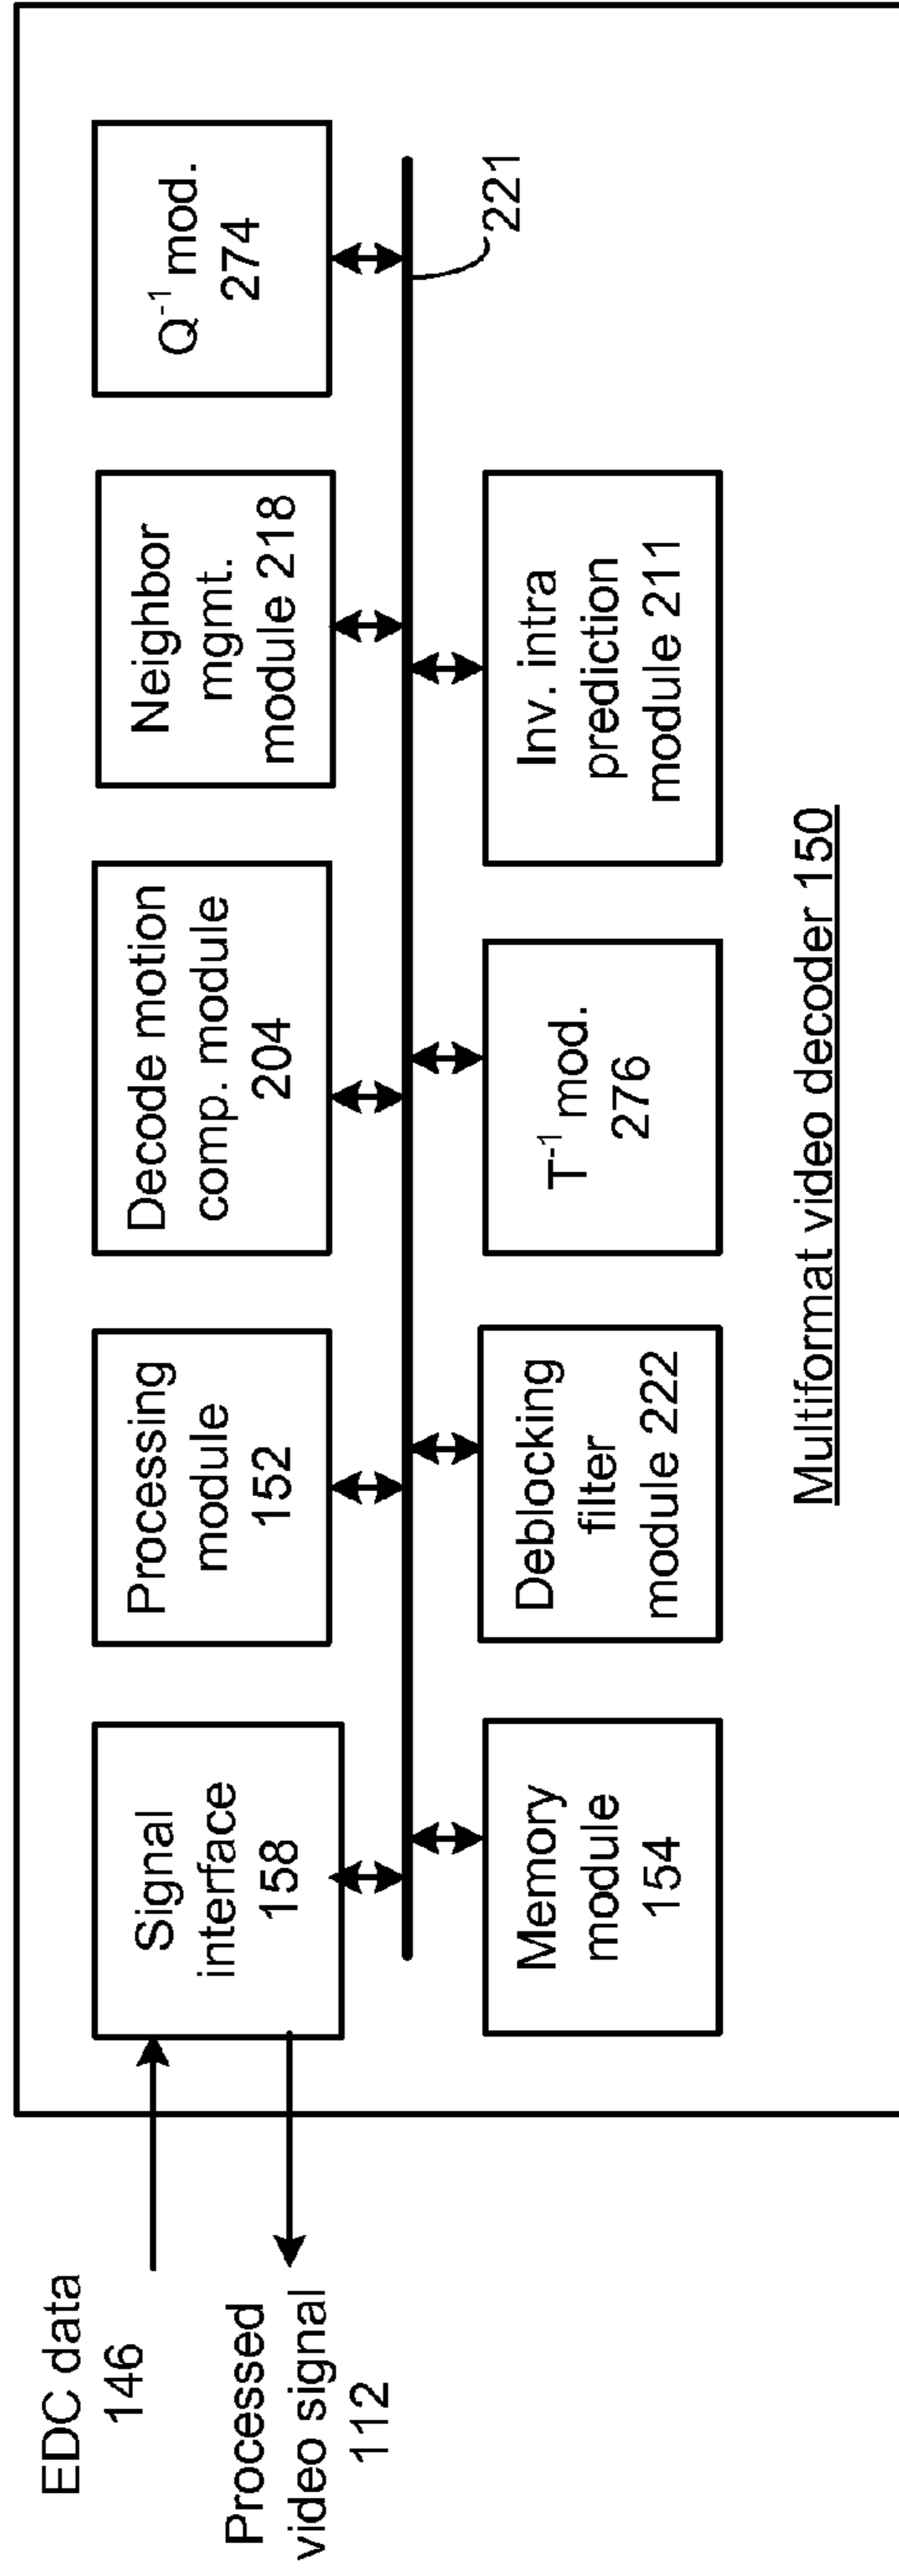 EDC data
146
Processed
video signal
112
Signal
interface
158
Processing
module
152
Decode motion
comp. module
204
Neighbor
mgmt.
module 218
Q-1 mod.
274
221
Memory
module
154
Deblocking
filter
module 222
T-1 mod.
276
Inv. intra
prediction
module 211
Multiformat video decoder 150